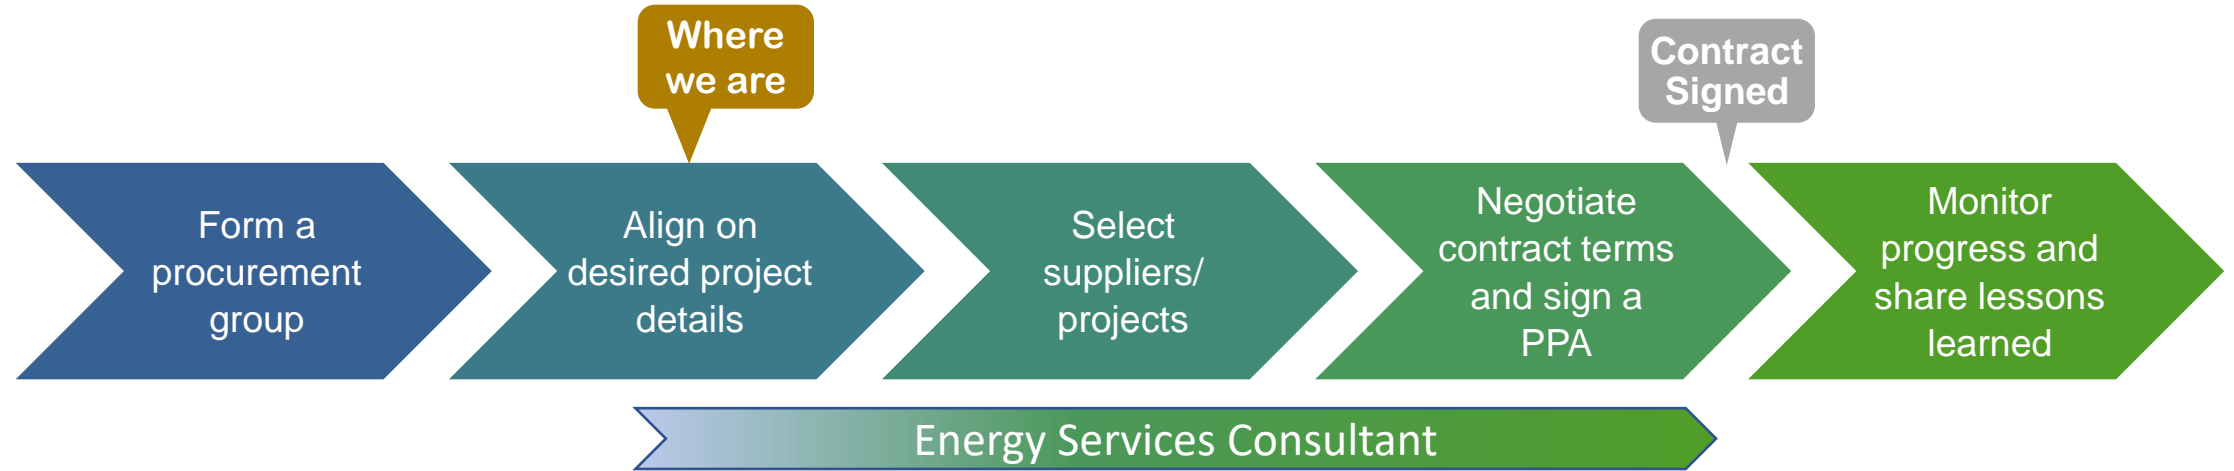 Where
we are
Contract
Signed
Form a
procurement
group
Align on
desired project
details
Select
suppliers/
projects
Negotiate
contract terms
and sign a
PPA
Monitor
progress and
share lessons
learned
Energy Services Consultant